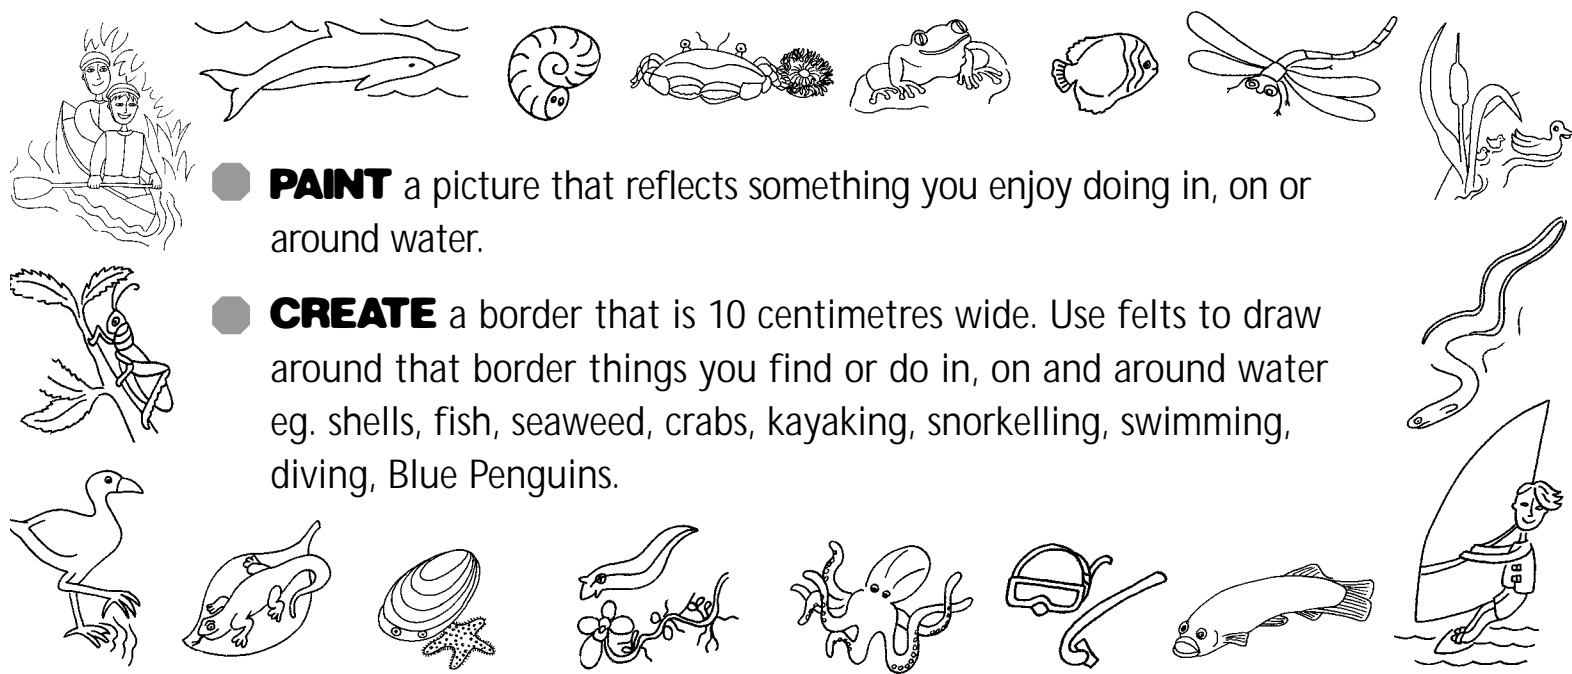 PAINT a picture that reflects something you enjoy doing in, on or
around water.
CREATE a border that is 10 centimetres wide. Use felts to draw
around that border things you find or do in, on and around water
eg. shells, fish, seaweed, crabs, kayaking, snorkelling, swimming,
diving, Blue Penguins.